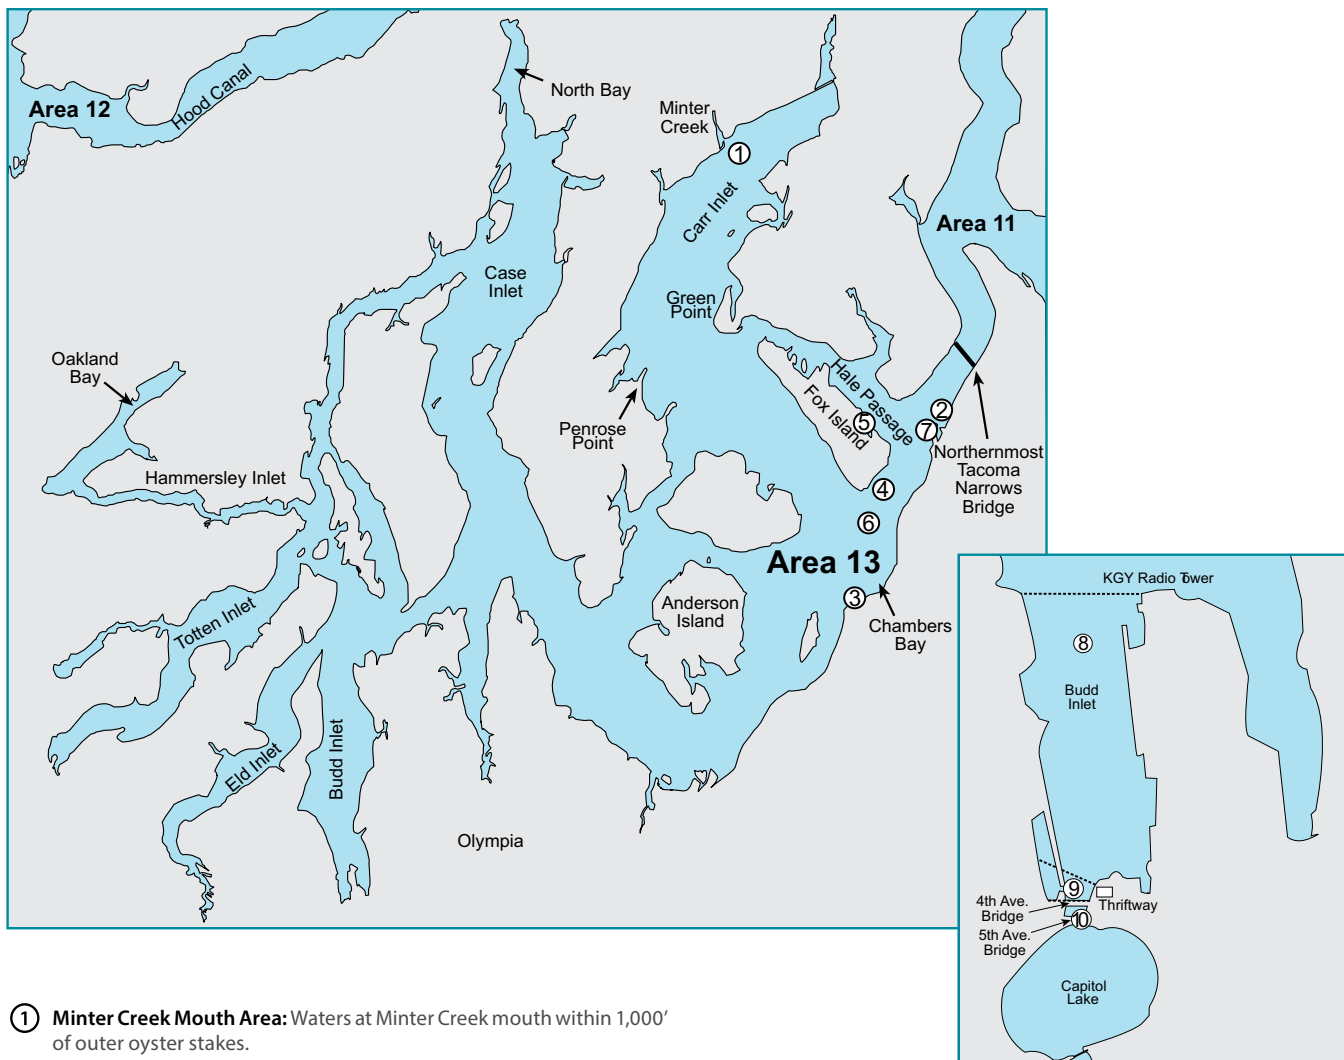 North Bay
Area 12
Hood Canal
Minter
Creek
1
Carr Inlet
Area 11
Case
Inlet
Green
Point
Oakland
Bay
Hale Passage
Fox Island
5
2
7
Penrose
Point
Northernmost
Tacoma
Narrows
Bridge
Hammersley Inlet
4
6
Area 13
3
Anderson
Island
Chambers
Bay
Totten Inlet
Eld Inlet
Budd Inlet
Olympia
KGY Radio Tower
8
Budd
Inlet
9
4th Ave.
Bridge
Thriftway
5th Ave.
Bridge
10
Capitol
Lake
1 Minter Creek Mouth Area: Waters at Minter Creek mouth within 1,000′
of outer oyster stakes.